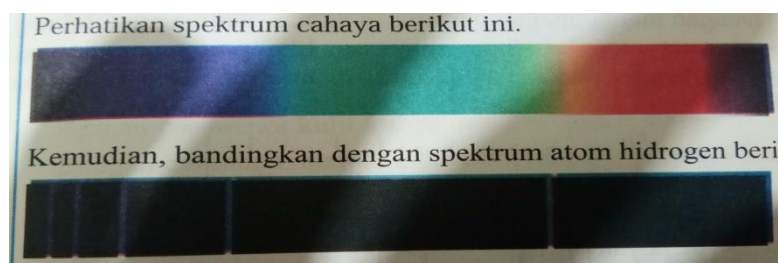 Perhatikan spektrum cahaya berikut ini.
Kemudian, bandingkan dengan spektrum atom hidrogen beri